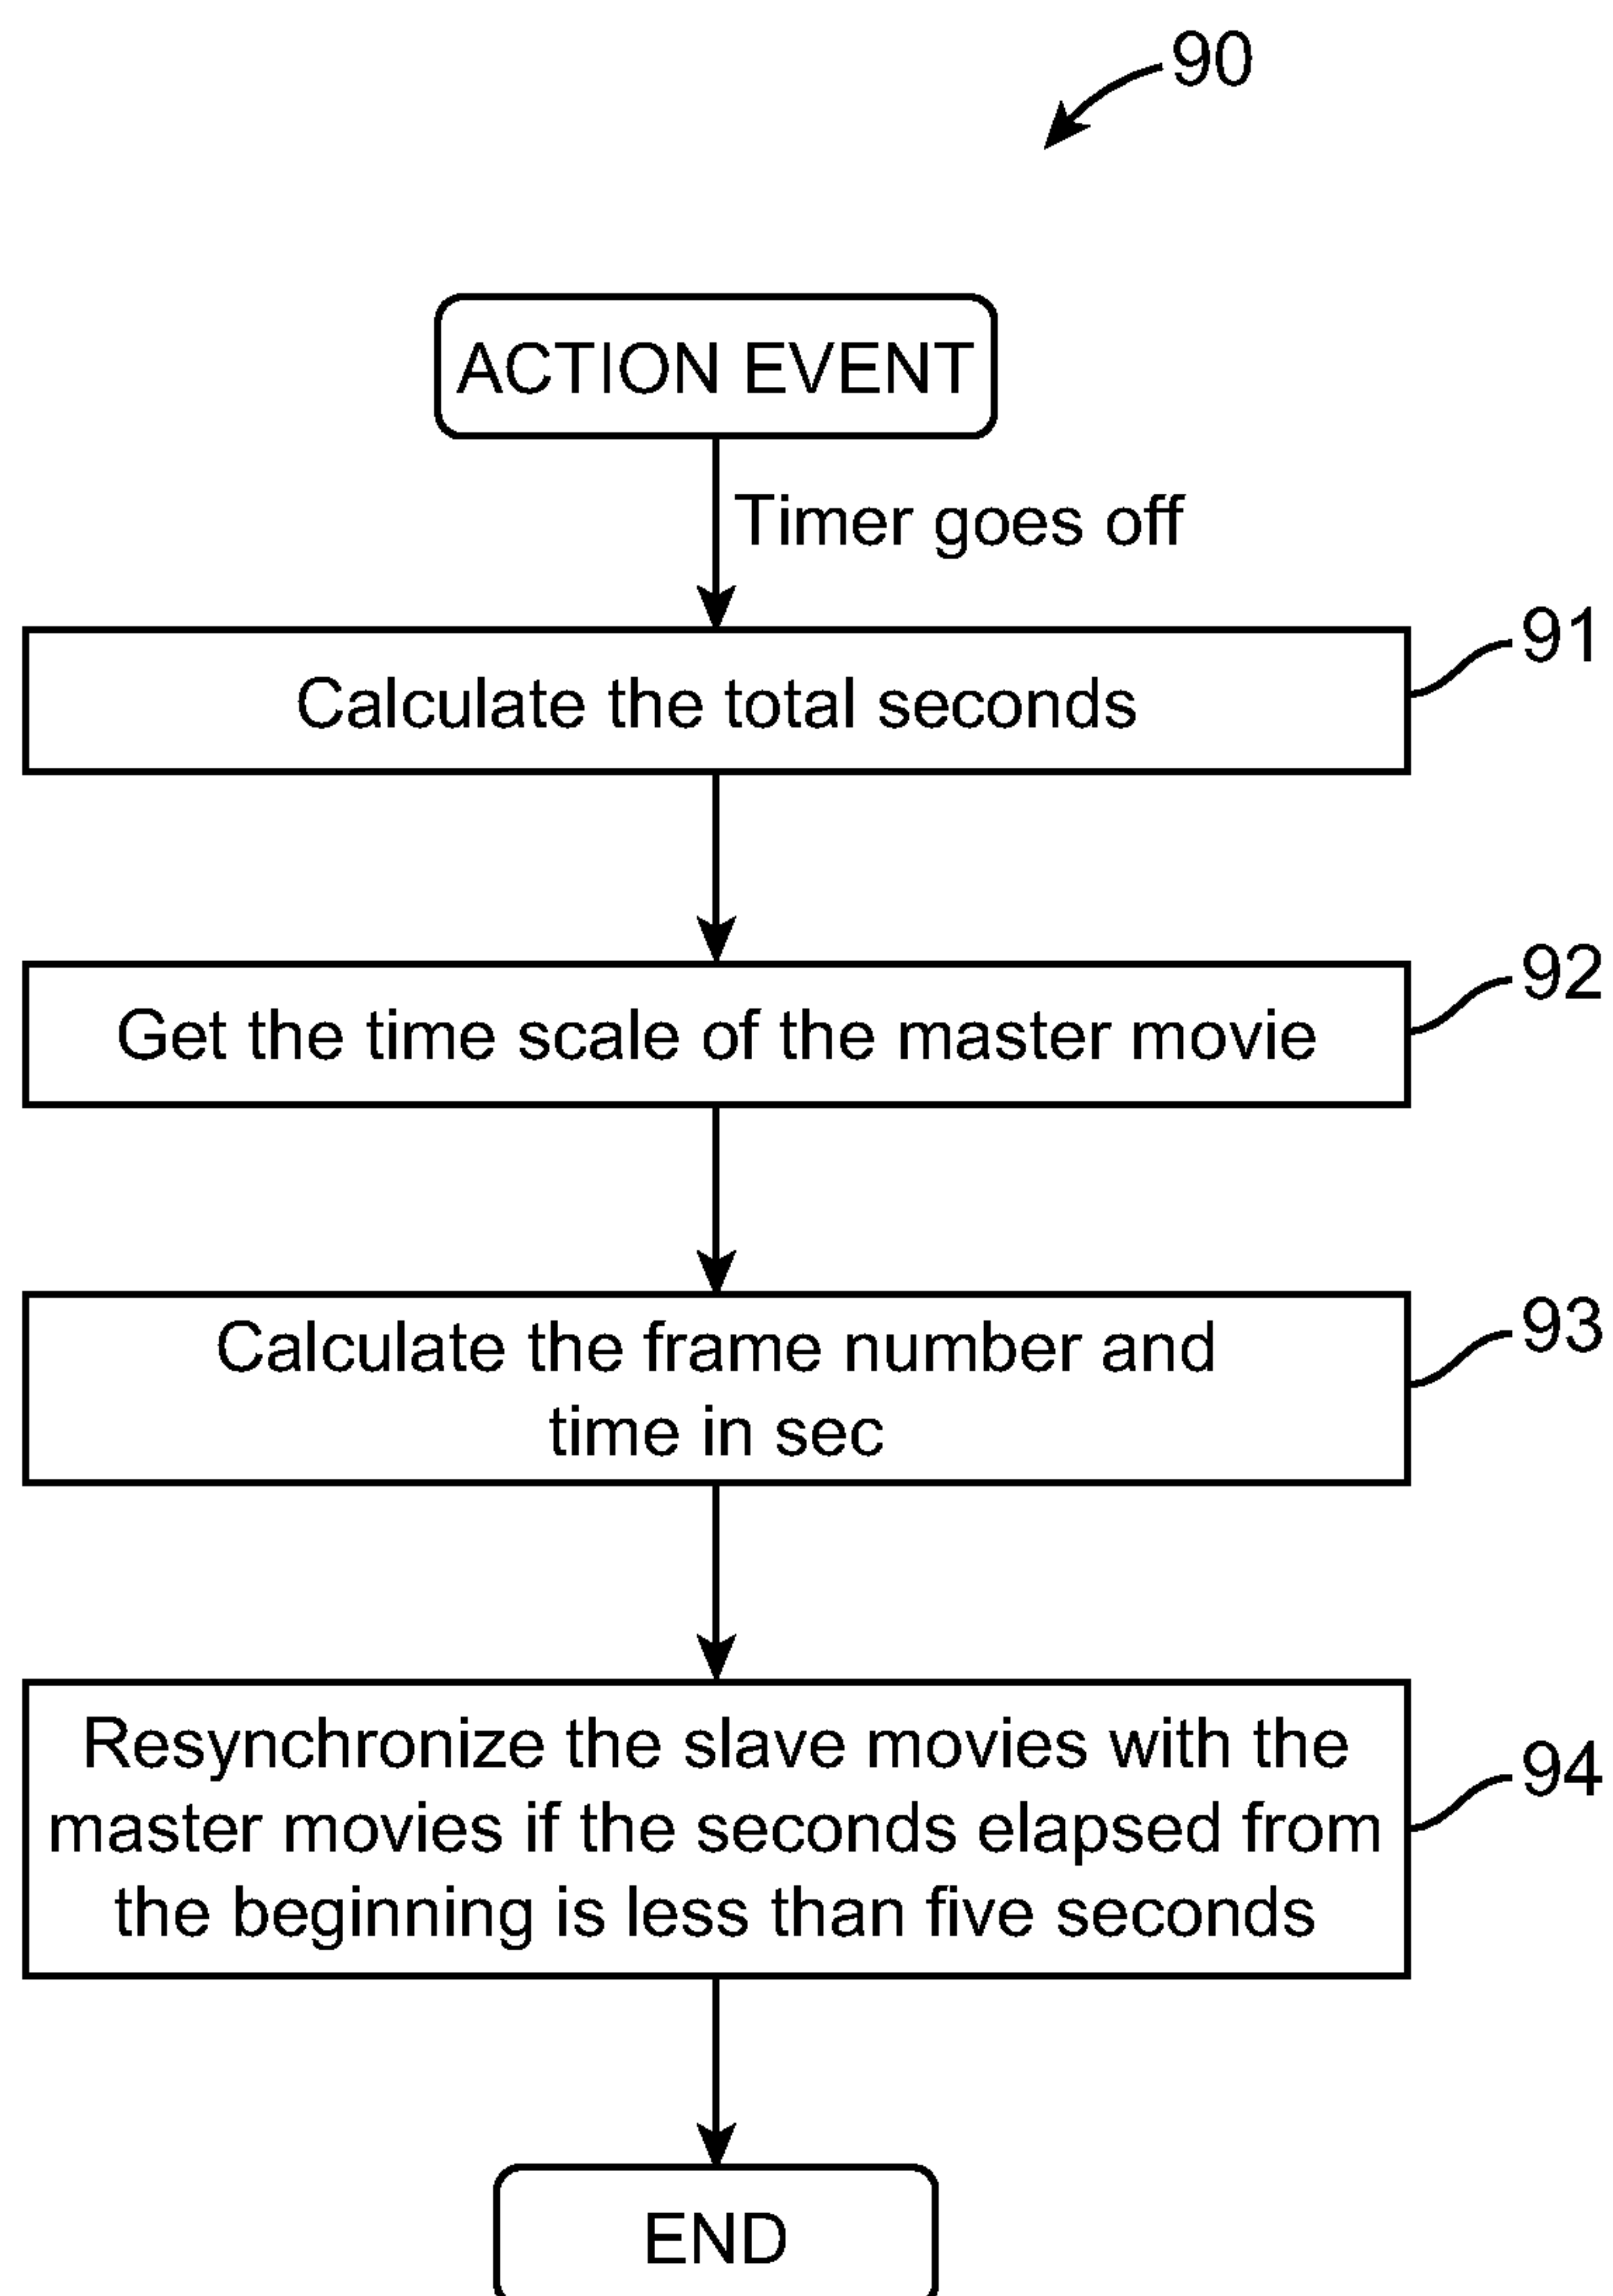 90
ACTION EVENT
Timer goes off
91
Calculate the total seconds
92
Get the time scale of the master movie
93
Calculate the frame number and
time in sec
94
Resynchronize the slave movies with the
master movies if the seconds elapsed from
the beginning is less than five seconds
END